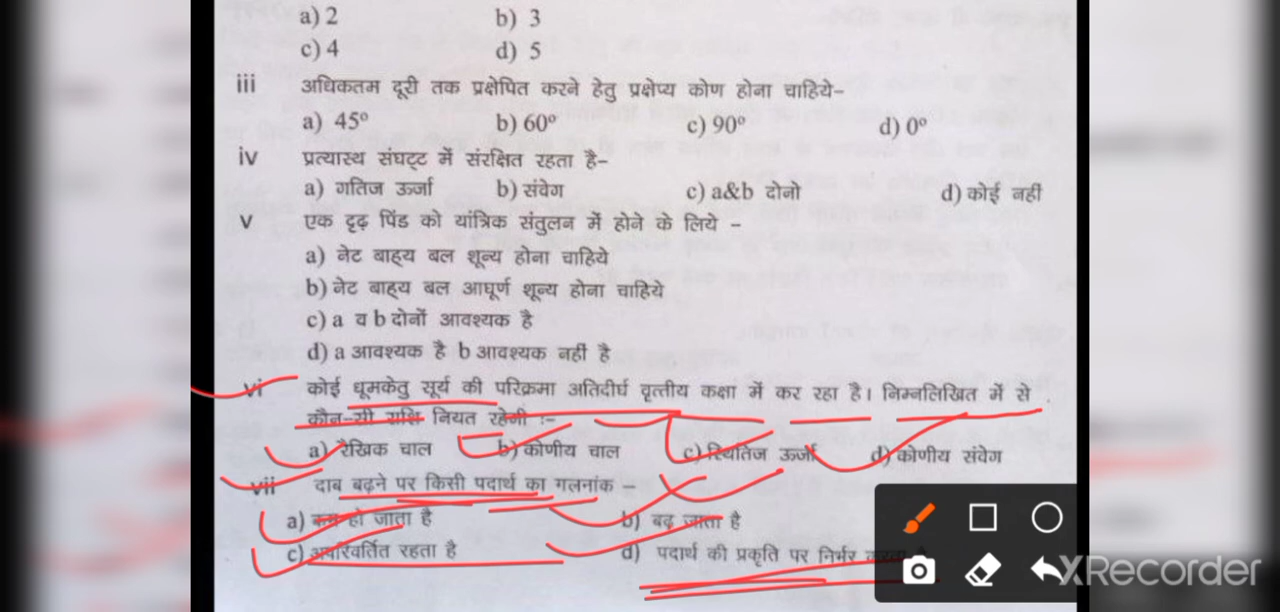 a) 2 b) 3
c) 4 d) 5
iii अधिकतम दूरी तक प्रक्षेपित करने हेतु प्रक्षेप्य कोण होना चाहिये–
a) 45° b) 60° c) 90° d) 0°
iv प्रत्यास्थ संघट्ट में संरक्षित रहता है–
a) गतिज ऊर्जा b) संवेग c) a&b दोनो d) कोई नहीं
v एक दृढ़ पिंड को यांत्रिक संतुलन में होने के लिये –
a) नेट बाह्य बल शून्य होना चाहिये
b) नेट बाह्य बल आघूर्ण शून्य होना चाहिये
c) a व b दोनों आवश्यक है
d) a आवश्यक है b आवश्यक नहीं है
vi कोई धूमकेतु सूर्य की परिक्रमा अतिदीर्घ वृत्तीय कक्षा में कर रहा है। निम्नलिखित में से
कौन-सी राशि नियत रहेगी :–
a) रैखिक चाल b) कोणीय चाल c) स्थितिज ऊर्जा d) कोणीय संवेग
vii दाब बढ़ने पर किसी पदार्थ का गलनांक –
a) कम हो जाता है b) बढ़ जाता है
c) अपरिवर्तित रहता है d) पदार्थ की प्रकृति पर निर्भर करता है
XRecorder